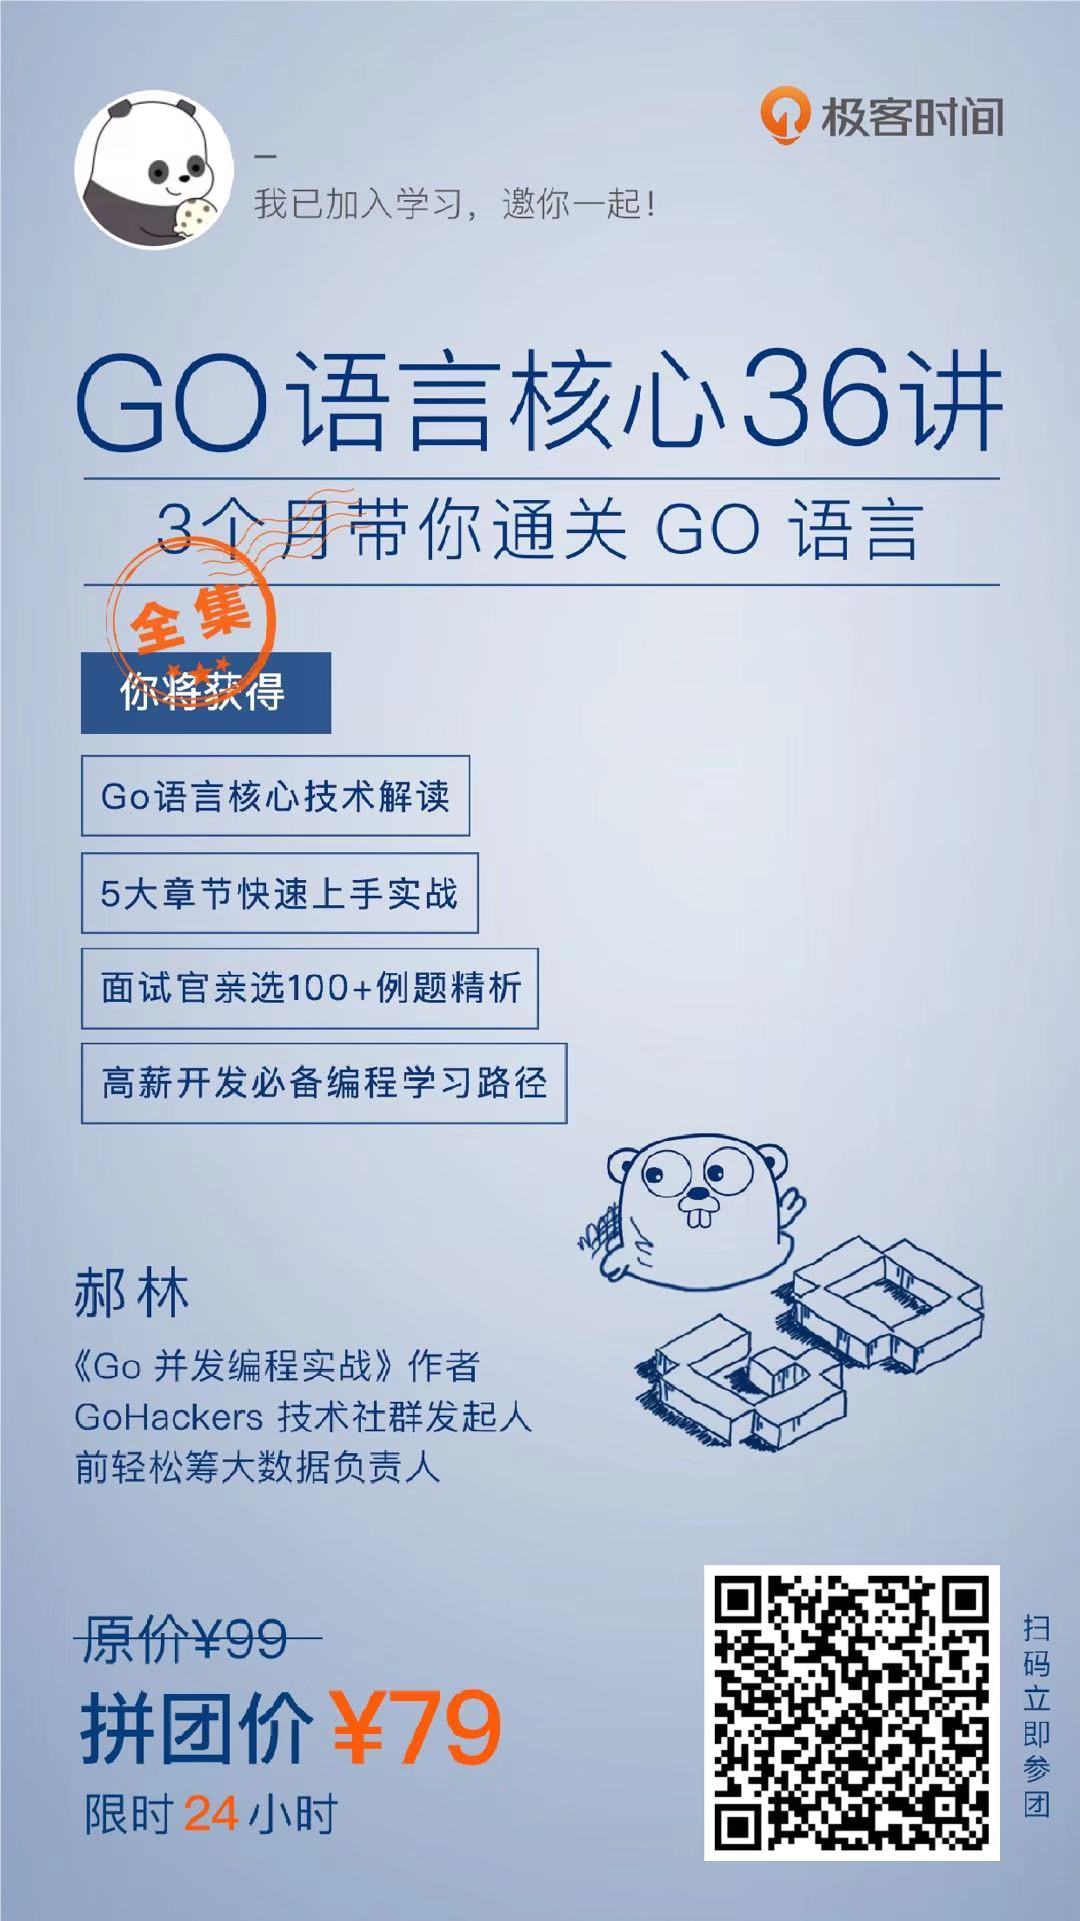 极客时间
_
我已加入学习，邀你一起！
GO语言核心36讲
3个月带你通关 GO 语言
全集
你将获得
Go语言核心技术解读
5大章节快速上手实战
面试官亲选100+例题精析
高薪开发必备编程学习路径
郝林
《Go 并发编程实战》作者
GoHackers 技术社群发起人
前轻松筹大数据负责人
原价¥99
拼团价¥79
限时24小时
扫码立即参团